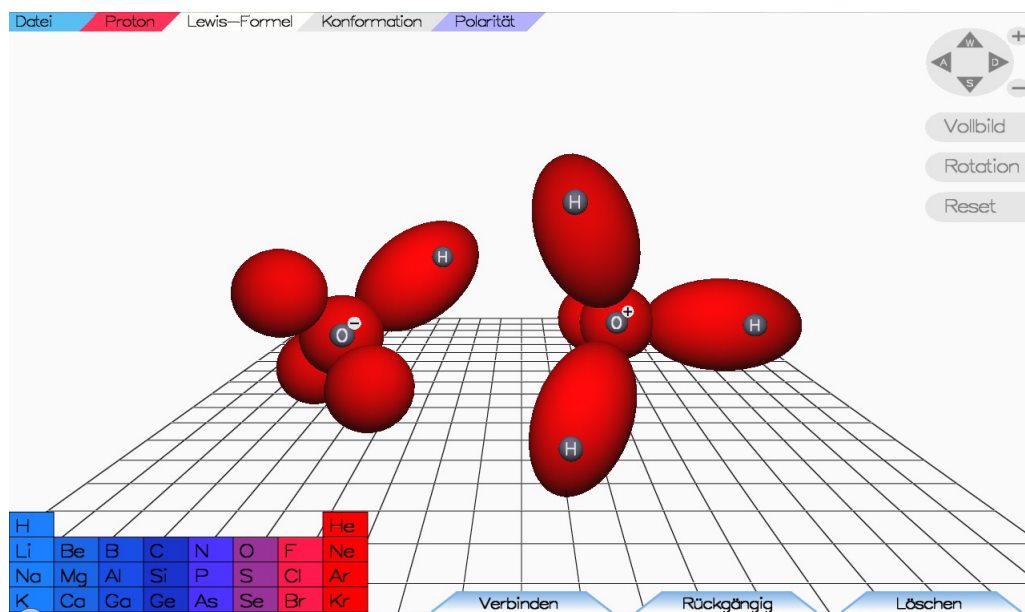 Datei Proton Lewis-Formel Konformation Polarität
+
W
A D
S
−
Vollbild
Rotation
Reset
H
H
O −
O +
H
H
H He
Li Be B C N O F Ne
Na Mg Al Si P S Cl Ar
K Ca Ga Ge As Se Br Kr
Verbinden Rückgängig Löschen